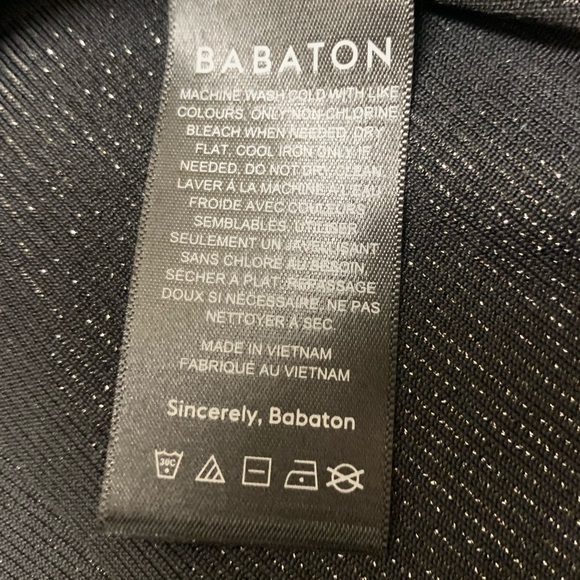 BABATON
MACHINE WASH COLD WITH LIKE
COLOURS. ONLY NON-CHLORINE
BLEACH WHEN NEEDED. DRY
FLAT. COOL IRON ONLY IF
NEEDED. DO NOT DRY CLEAN
LAVER À LA MACHINE À L'EAU
FROIDE AVEC COULEURS
SEMBLABLES. UTILISER
SEULEMENT UN JAVELLISANT
SANS CHLORE AU BESOIN
SÉCHER À PLAT. REPASSAGE
DOUX SI NÉCESSAIRE. NE PAS
NETTOYER À SEC
MADE IN VIETNAM
FABRIQUÉ AU VIETNAM
Sincerely, Babaton
30C